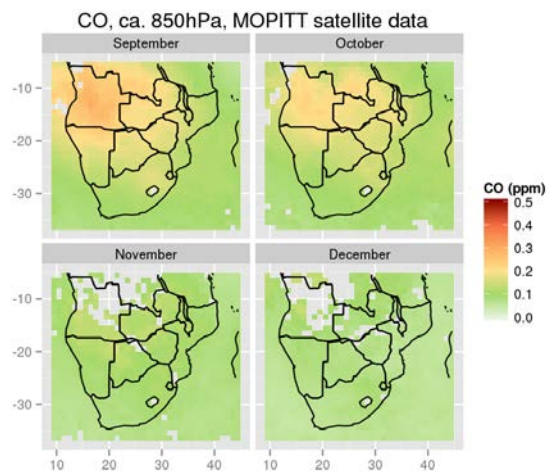 CO, ca. 850hPa, MOPITT satellite data
September October
-10
-20
-30
November December
-10
-20
-30
10 20 30 40 10 20 30 40
CO (ppm)
0.5
0.4
0.3
0.2
0.1
0.0